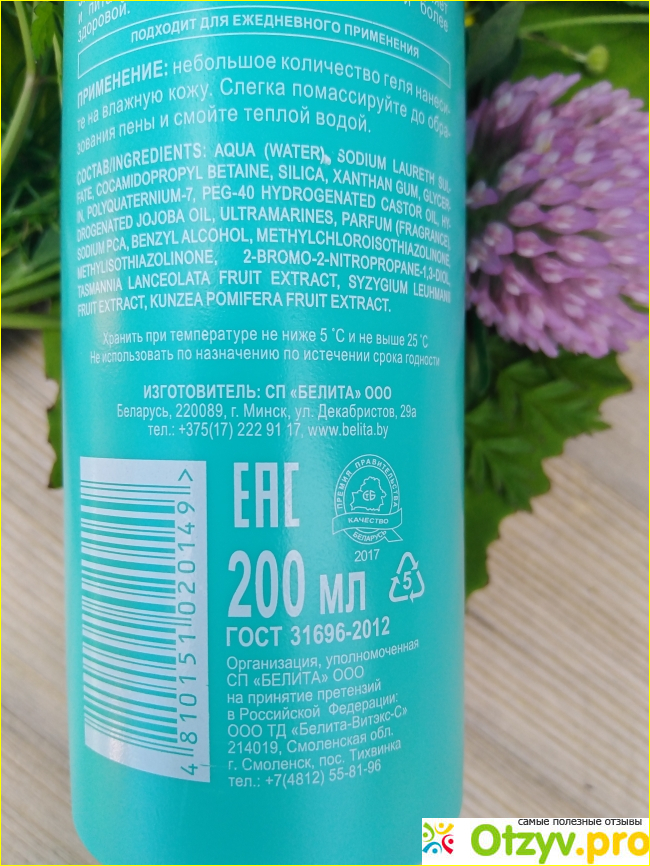 и более
здоровой.
ПОДХОДИТ ДЛЯ ЕЖЕДНЕВНОГО ПРИМЕНЕНИЯ
ПРИМЕНЕНИЕ: небольшое количество геля нанеси-
те на влажную кожу. Слегка помассируйте до обра-
зования пены и смойте теплой водой.
СОСТАВ/INGREDIENTS: AQUA (WATER), SODIUM LAURETH SUL-
FATE, COCAMIDOPROPYL BETAINE, SILICA, XANTHAN GUM, GLYCER-
IN, POLYQUATERNIUM-7, PEG-40 HYDROGENATED CASTOR OIL, HY-
DROGENATED JOJOBA OIL, ULTRAMARINES, PARFUM (FRAGRANCE),
SODIUM PCA, BENZYL ALCOHOL, METHYLCHLOROISOTHIAZOLINONE,
METHYLISOTHIAZOLINONE, 2-BROMO-2-NITROPROPANE-1,3-DIOL,
TASMANNIA LANCEOLATA FRUIT EXTRACT, SYZYGIUM LEUHMANII
FRUIT EXTRACT, KUNZEA POMIFERA FRUIT EXTRACT.
Хранить при температуре не ниже 5 °С и не выше 25 °С
Не использовать по назначению по истечении срока годности
ИЗГОТОВИТЕЛЬ: СП «БЕЛИТА» ООО
Беларусь, 220089, г. Минск, ул. Декабристов, 29а
тел.: +375(17) 222 91 17, www.belita.by
4 810151 020149 >
ЕАС
ПРЕМИЯ ПРАВИТЕЛЬСТВА
КАЧЕСТВО
БЕЛАРУСЬ
2017
200 МЛ
5
ГОСТ 31696-2012
Организация, уполномоченная
СП «БЕЛИТА» ООО
на принятие претензий
в Российской Федерации:
ООО ТД «Белита-Витэкс-С»
214019, Смоленская обл.
г. Смоленск, пос. Тихвинка
тел.: +7(4812) 55-81-96
самые полезные отзывы
Otzyv.pro